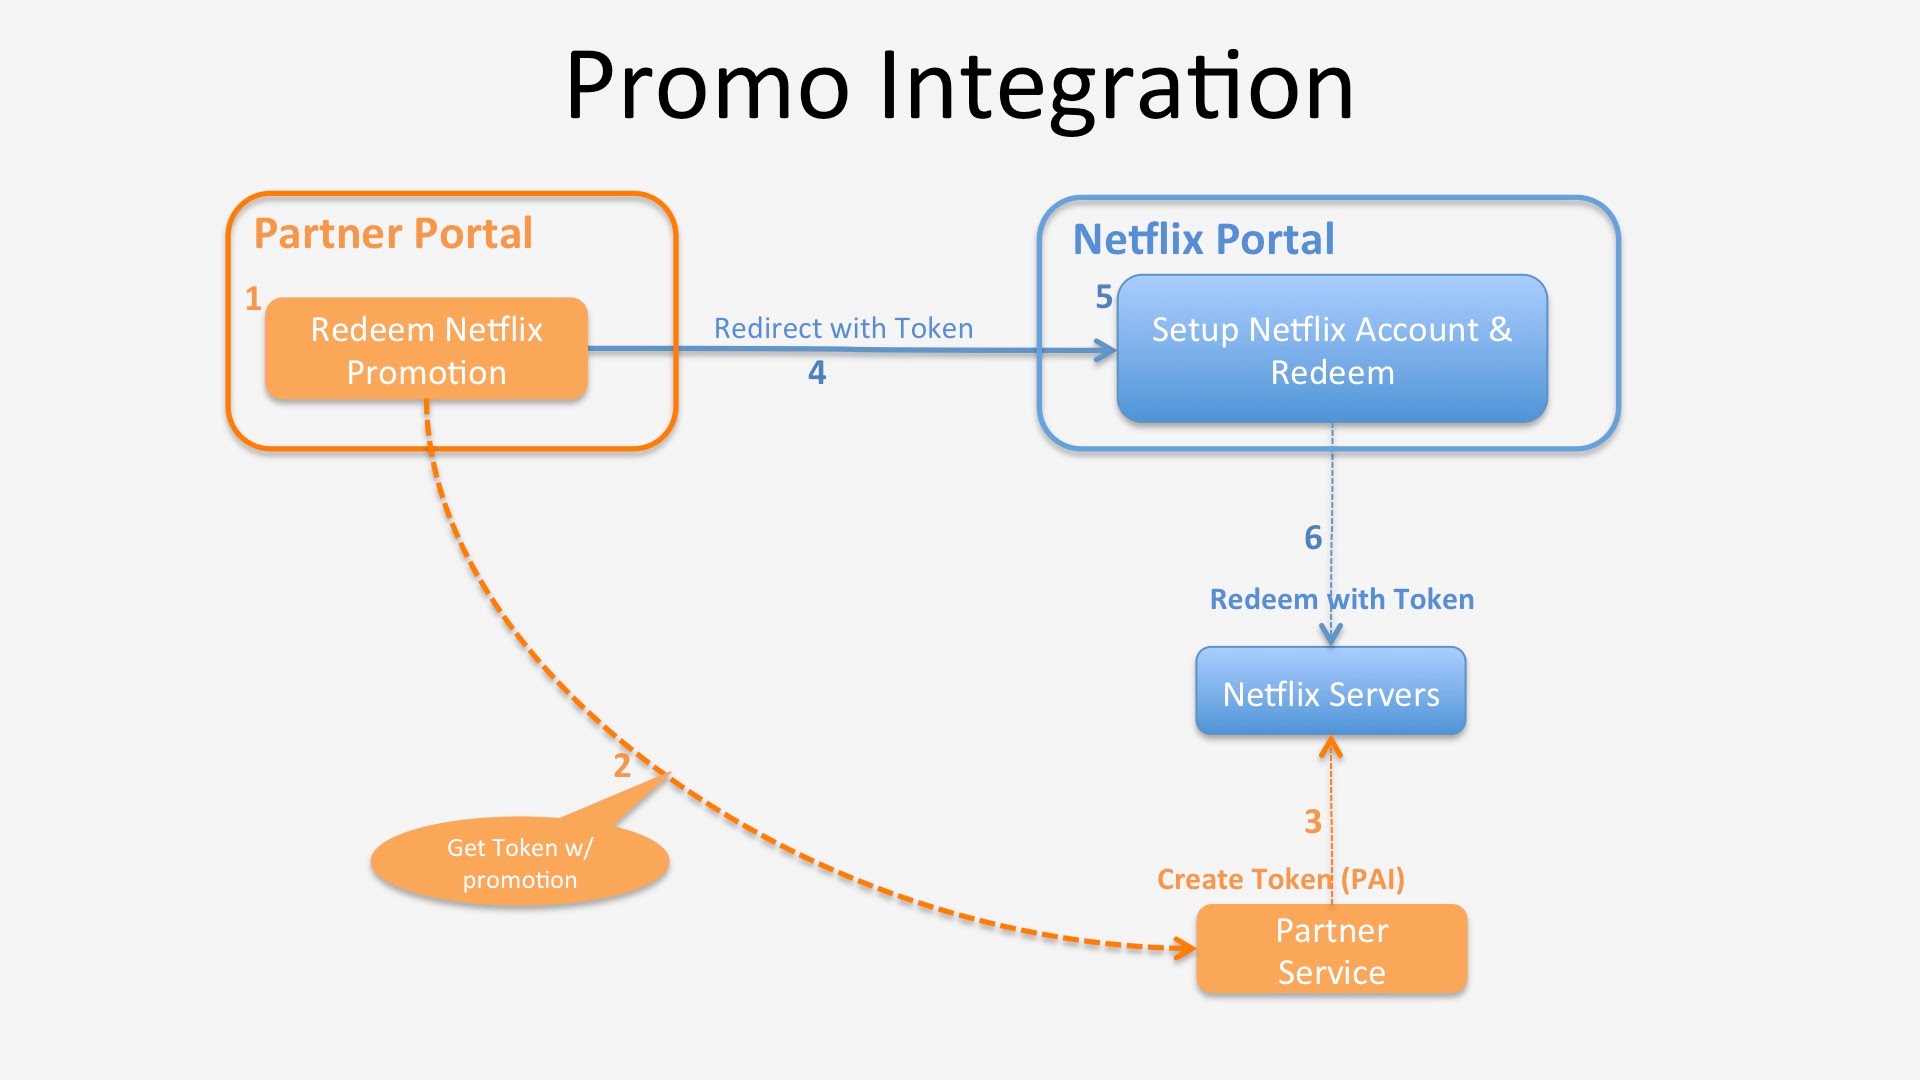 Promo Integration
Partner Portal
1
Redeem Netflix
Promotion
Redirect with Token
4
Netflix Portal
5
Setup Netflix Account &
Redeem
6
Redeem with Token
Netflix Servers
2
Get Token w/
promotion
3
Create Token (PAI)
Partner
Service